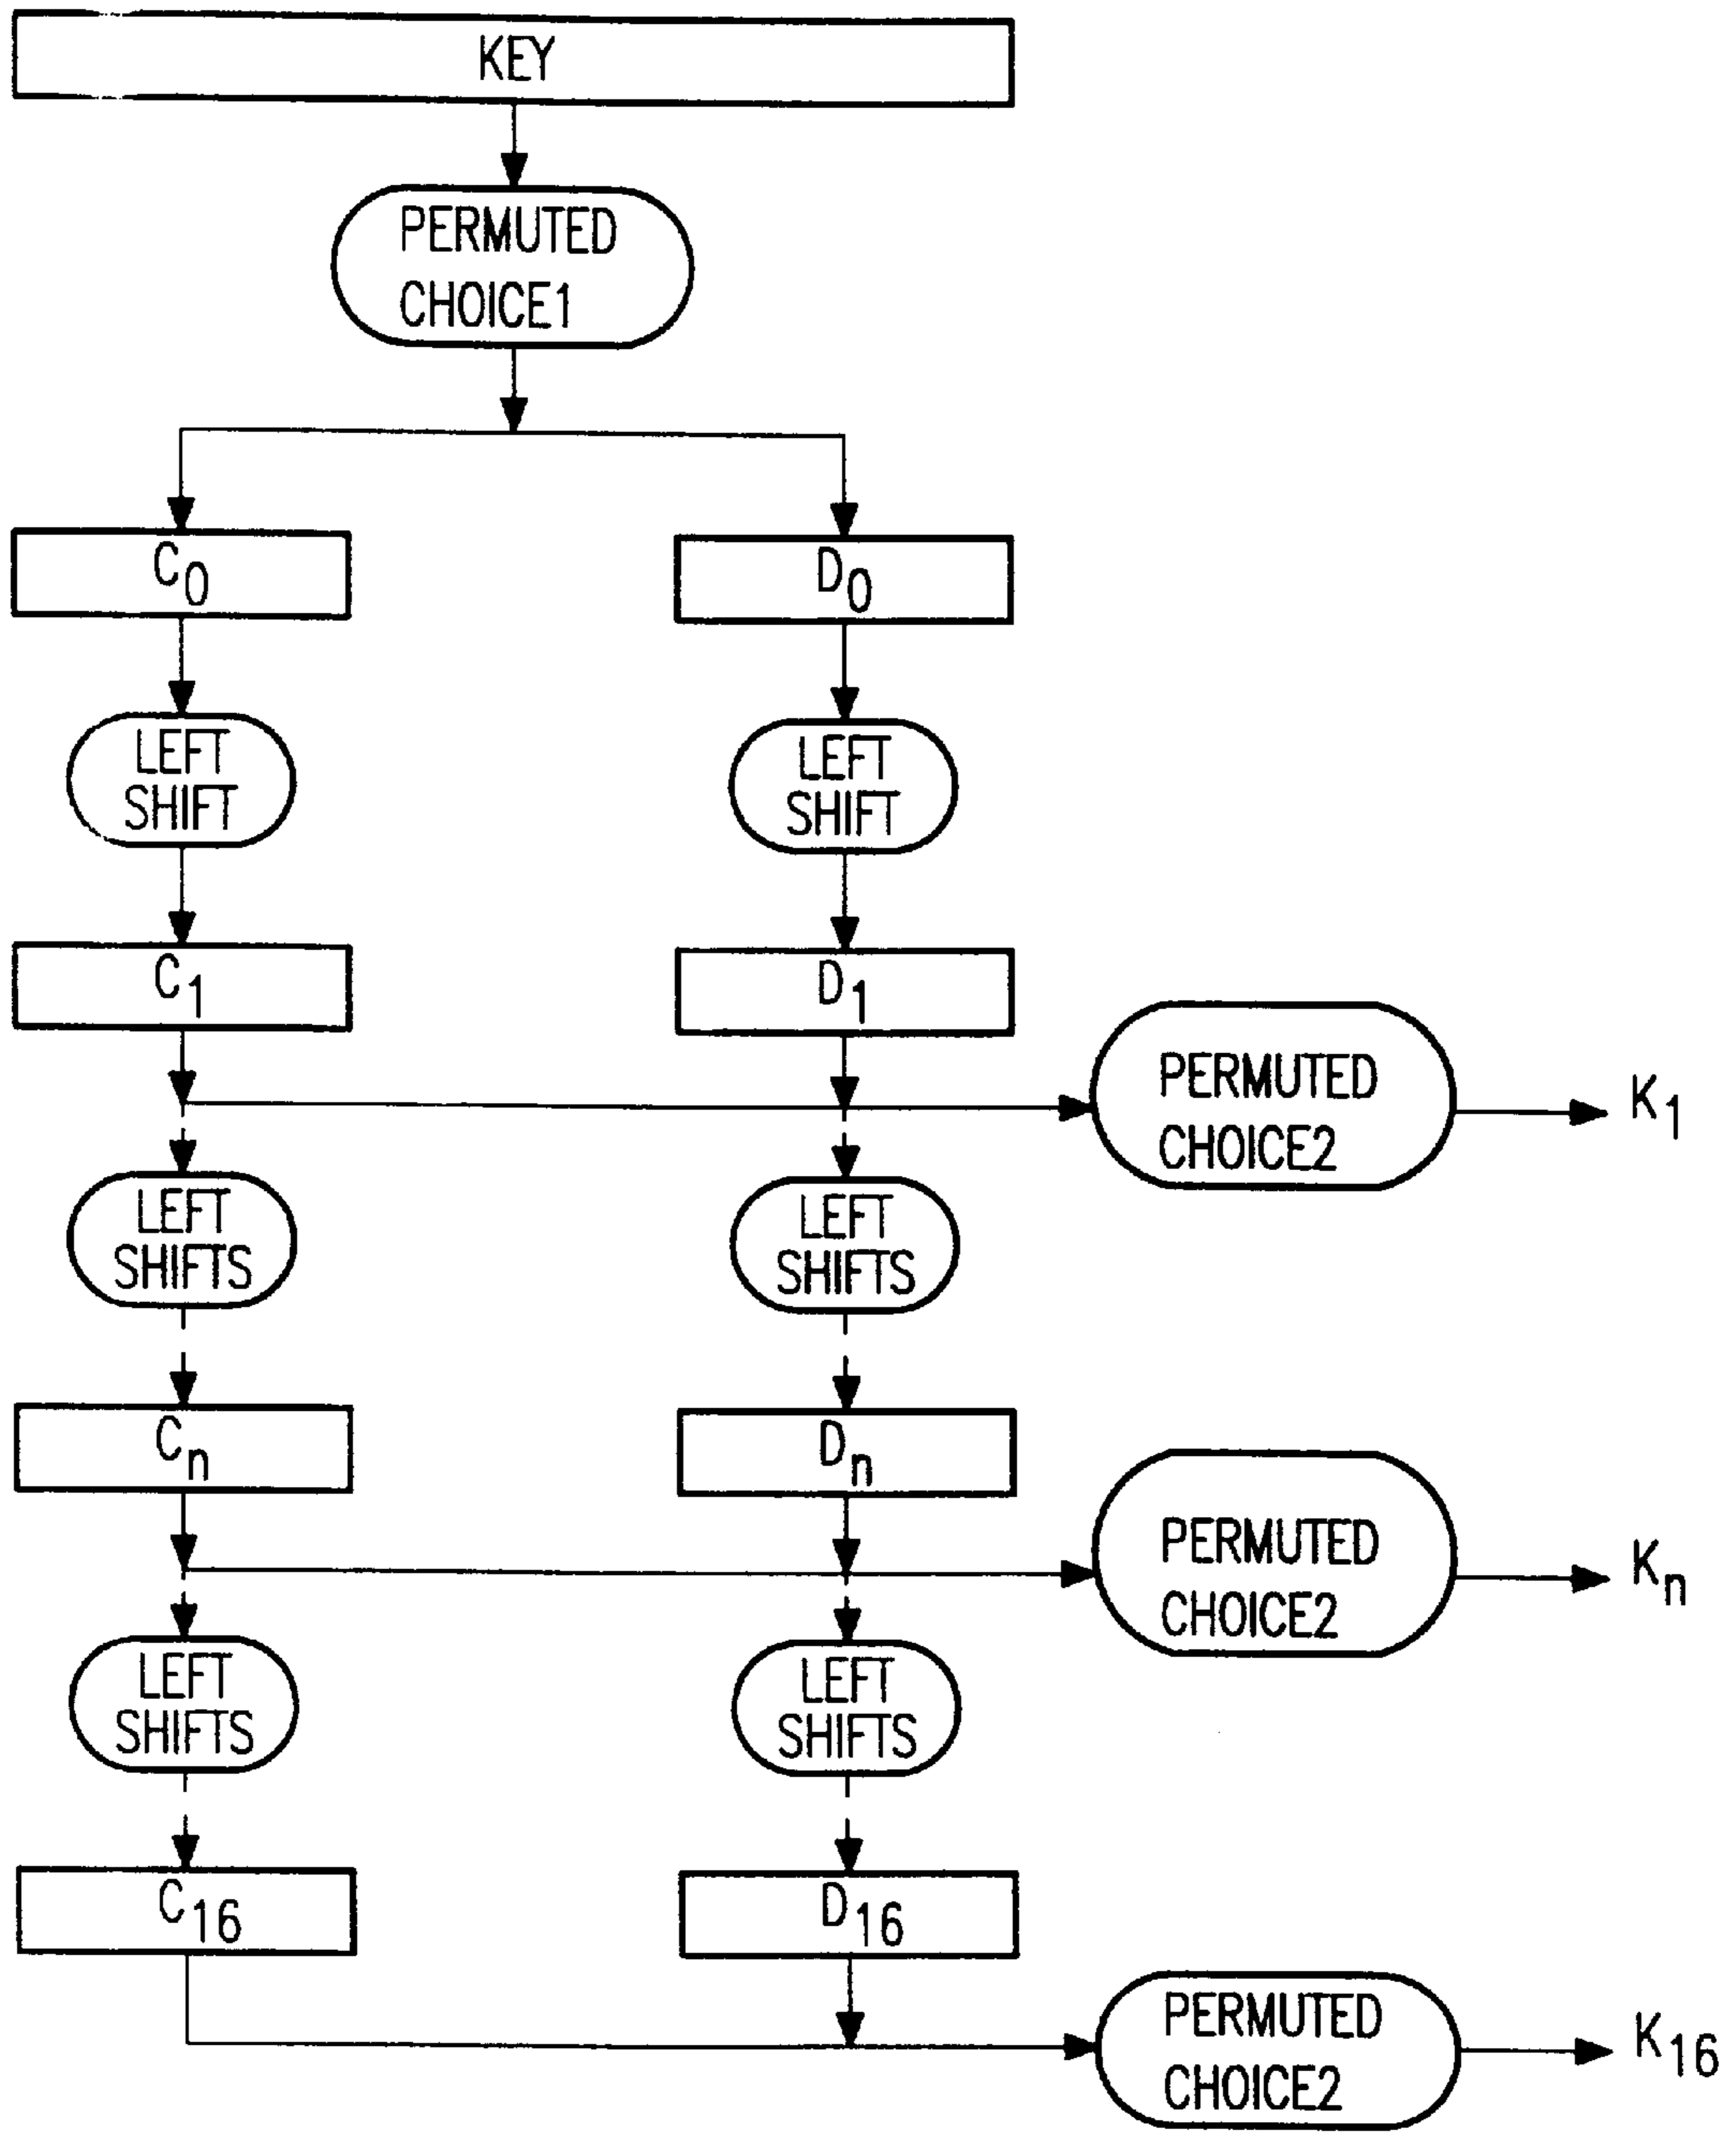 KEY
PERMUTED
CHOICE1
C0
D0
LEFT
SHIFT
LEFT
SHIFT
C1
D1
PERMUTED
CHOICE2
K1
LEFT
SHIFTS
LEFT
SHIFTS
Cn
Dn
PERMUTED
CHOICE2
Kn
LEFT
SHIFTS
LEFT
SHIFTS
C16
D16
PERMUTED
CHOICE2
K16